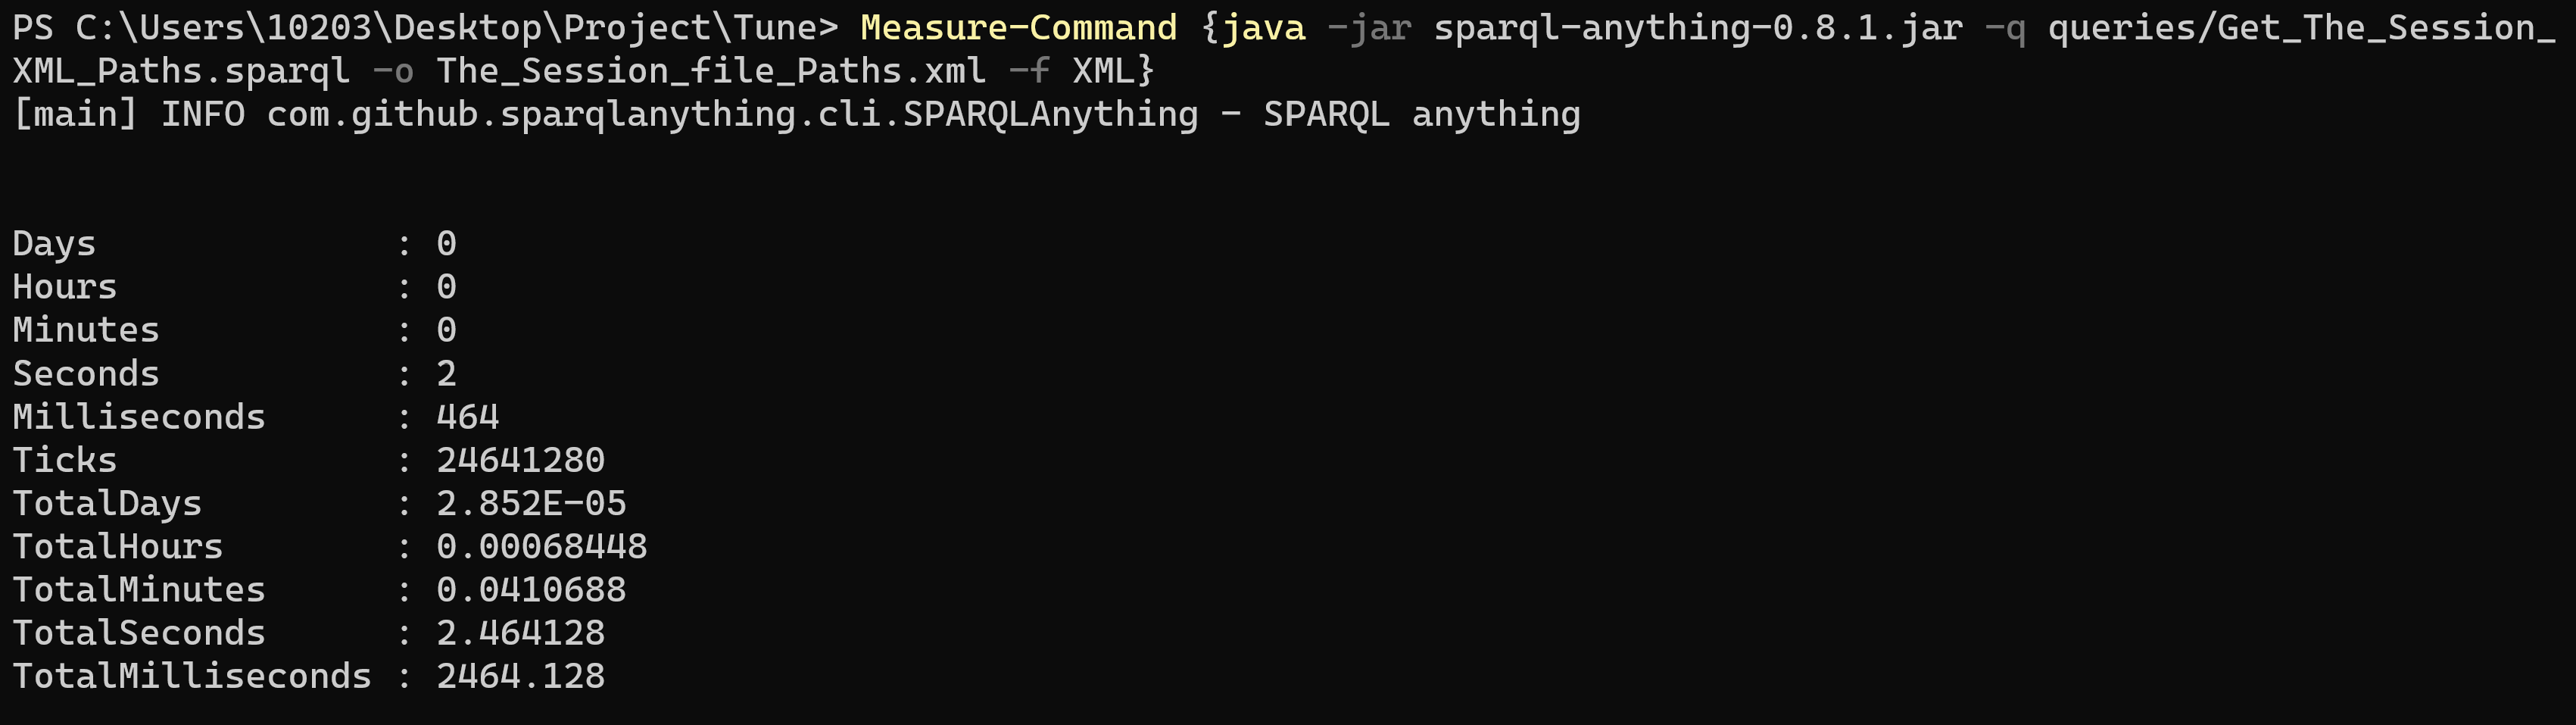 PS C:\Users\10203\Desktop\Project\Tune> Measure-Command {java -jar sparql-anything-0.8.1.jar -q queries/Get_The_Session_
XML_Paths.sparql -o The_Session_file_Paths.xml -f XML}
[main] INFO com.github.sparqlanything.cli.SPARQLAnything - SPARQL anything
Days              : 0
Hours             : 0
Minutes           : 0
Seconds           : 2
Milliseconds      : 464
Ticks             : 24641280
TotalDays         : 2.852E-05
TotalHours        : 0.00068448
TotalMinutes      : 0.0410688
TotalSeconds      : 2.464128
TotalMilliseconds : 2464.128